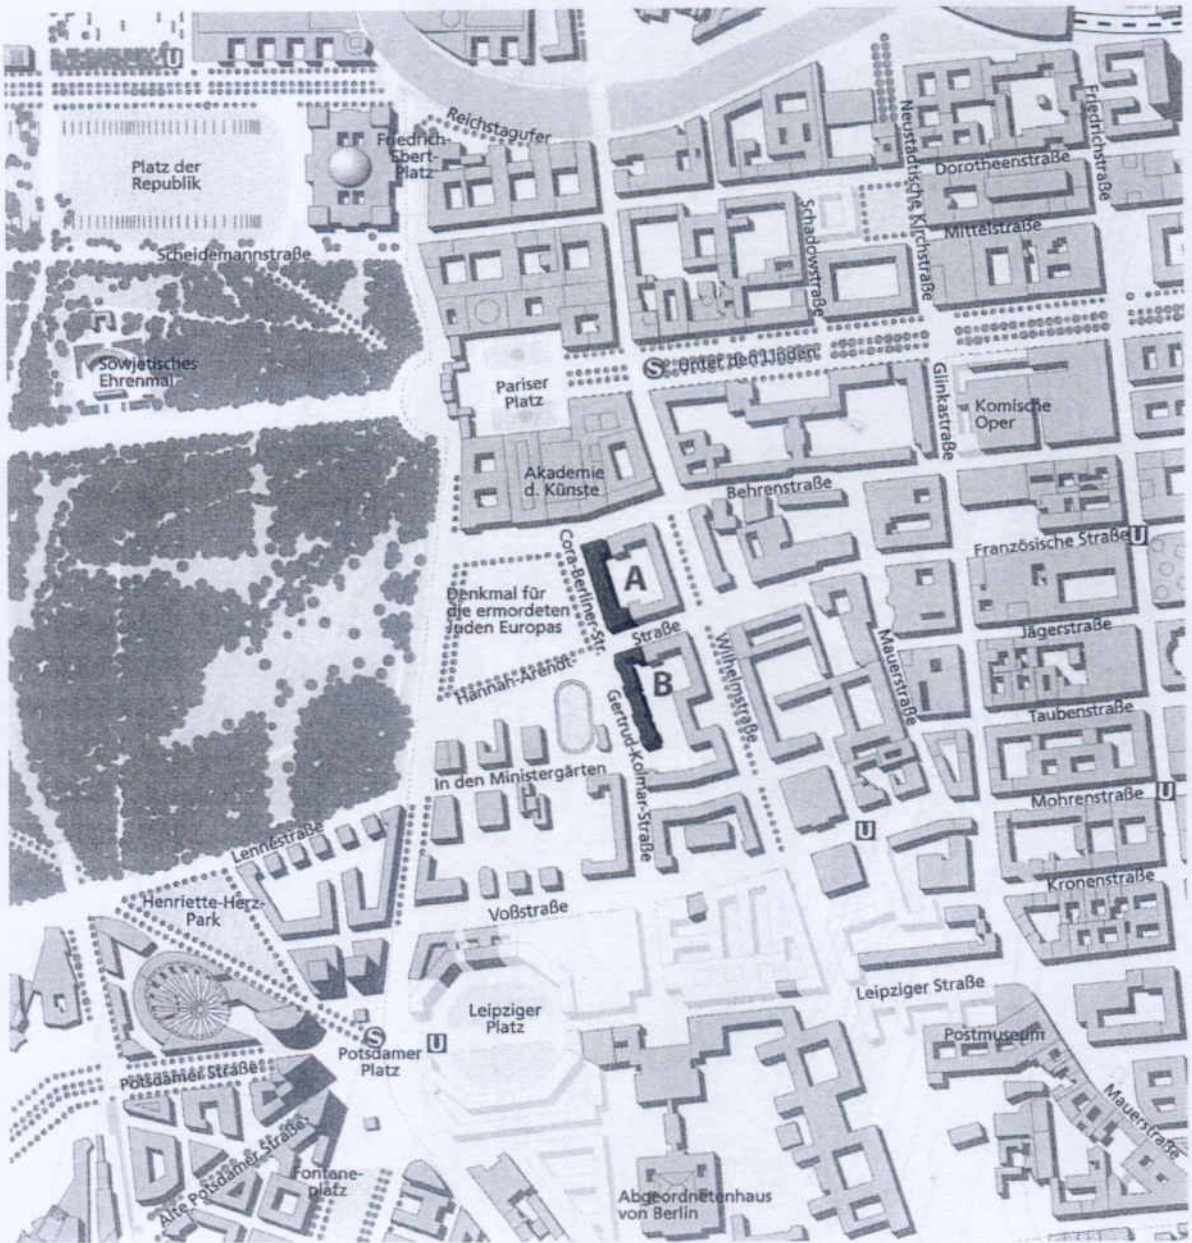 U
Reichstagufer
Friedrich-
Ebert-
Platz
Platz der
Republik
Neustädtische Kirchstraße
Friedrichstraße
Dorotheenstraße
Schadowstraße
Mittelstraße
Scheidemannstraße
Sowjetisches
Ehrenmal
S
Unter den Linden
Pariser
Platz
Glinkastraße
Komische
Oper
Akademie
d. Künste
Behrenstraße
Französische Straße
U
Cora-Berliner-Str.
A
Denkmal für
die ermordeten
Juden Europas
Straße
Jägerstraße
Hannah-Arendt-
B
Wilhelmstraße
Mauerstraße
Gertrud-Kolmar-Straße
Taubenstraße
In den Ministergärten
Mohrenstraße
U
U
Lennéstraße
Kronenstraße
Henriette-Herz-
Park
Voßstraße
Leipziger Straße
Leipziger
Platz
S
U
Potsdamer
Platz
Postmuseum
Potsdamer Straße
Mauerstraße
Alte Potsdamer Straße
Fontane-
platz
Abgeordnetenhaus
von Berlin